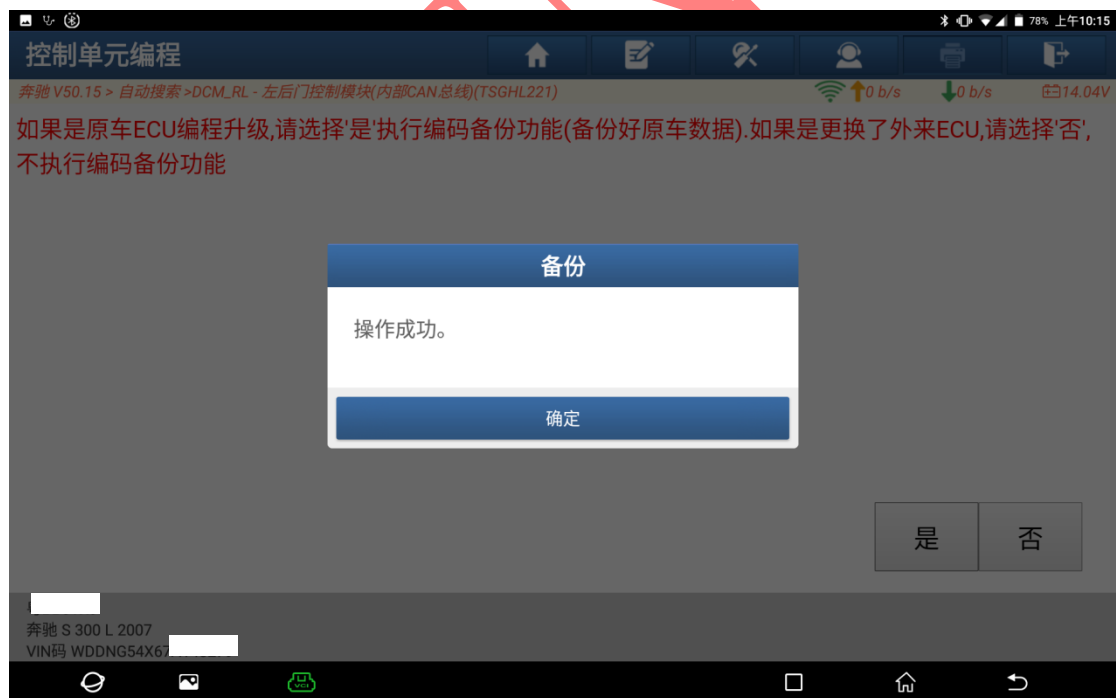 78% 上午10:15
控制单元编程
奔驰 V50.15 > 自动搜索 >DCM_RL - 左后门控制模块(内部CAN总线)(TSGHL221)
0 b/s
0 b/s
14.04V
如果是原车ECU编程升级,请选择'是'执行编码备份功能(备份好原车数据).如果是更换了外来ECU,请选择'否',
不执行编码备份功能
备份
操作成功。
确定
是
否
奔驰 S 300 L 2007
VIN码 WDDNG54X67
VCI